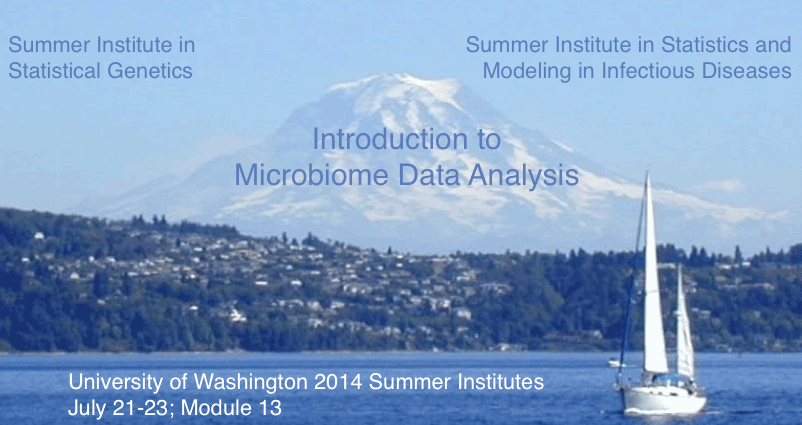 Summer Institute in
Statistical Genetics
Summer Institute in Statistics and
Modeling in Infectious Diseases
Introduction to
Microbiome Data Analysis
University of Washington 2014 Summer Institutes
July 21-23; Module 13